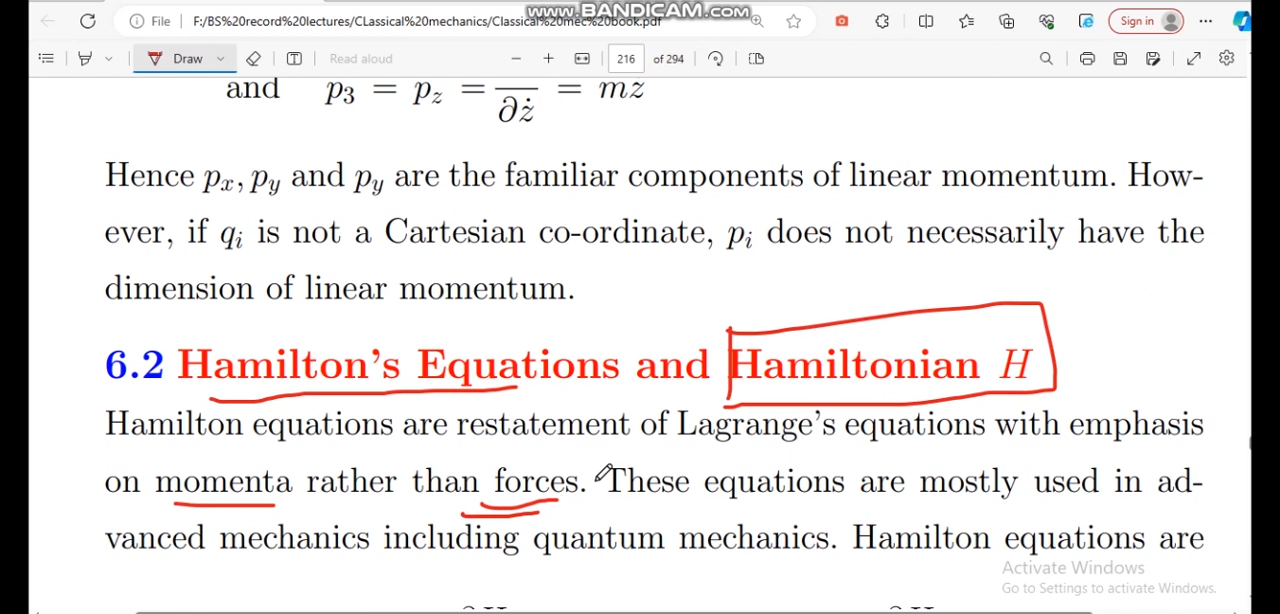 www.BANDICAM.com
File F:/BS%20record%20lectures/CLassical%20mechanics/Classical%20mec%20book.pdf Sign in
Draw Read aloud 216 of 294
and p₃ = p_z = ∂ż = mz
Hence pₓ, p_y and p_y are the familiar components of linear momentum. How-
ever, if qᵢ is not a Cartesian co-ordinate, pᵢ does not necessarily have the
dimension of linear momentum.
6.2 Hamilton's Equations and Hamiltonian H
Hamilton equations are restatement of Lagrange's equations with emphasis
on momenta rather than forces. These equations are mostly used in ad-
vanced mechanics including quantum mechanics. Hamilton equations are
Activate Windows
Go to Settings to activate Windows.